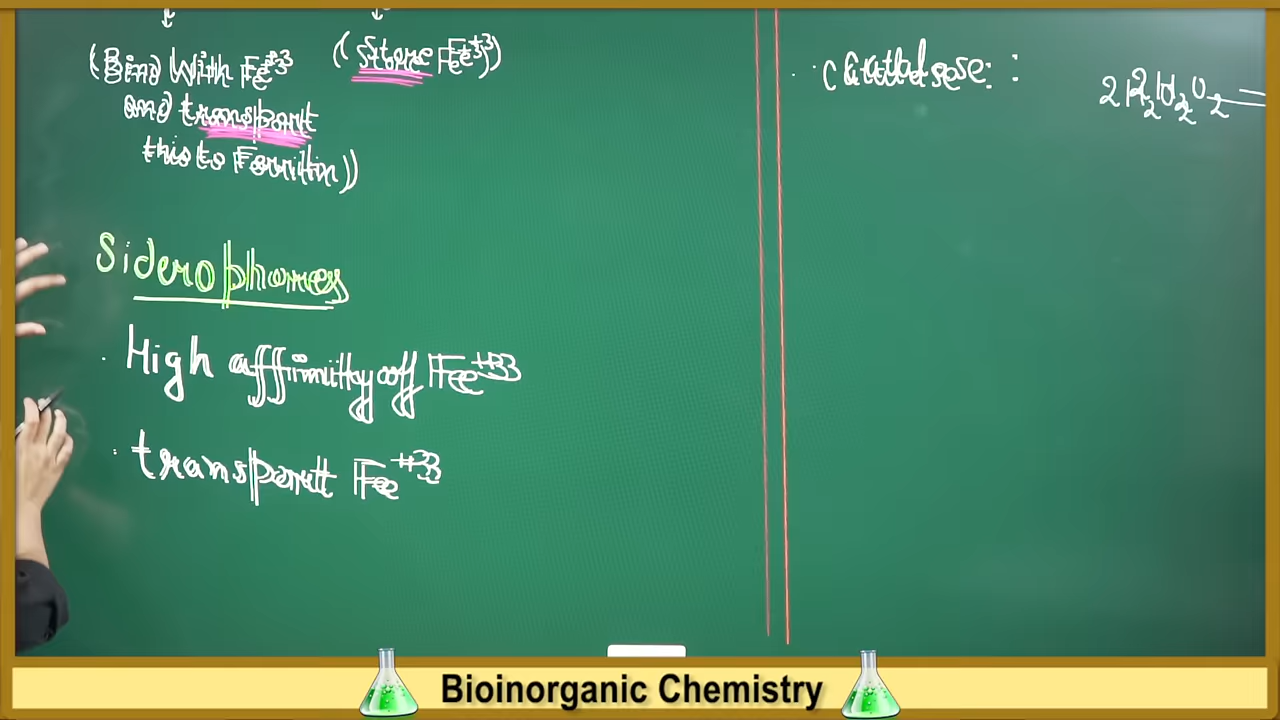 (Bind with Fe+3
and transport
this to Ferritin)
(Store Fe+3)
Siderophores
· High affinity of Fe+3
· transport Fe+3
· Catalase :
2H2O2
Bioinorganic Chemistry